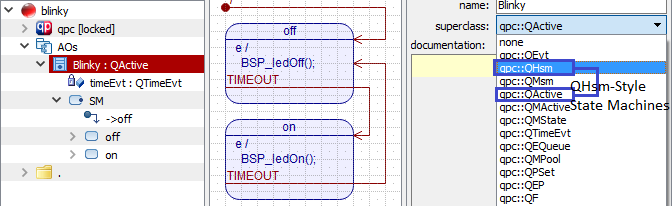 blinky
qpc [locked]
AOs
Blinky : QActive
timeEvt : QTimeEvt
SM
->off
off
on
.
off
e /
BSP_ledOff();
TIMEOUT
on
e /
BSP_ledOn();
TIMEOUT
name: Blinky
superclass: qpc::QActive
documentation:
none
qpc::QEvt
qpc::QHsm
qpc::QMsm
qpc::QActive
qpc::QMActive
qpc::QMState
qpc::QTimeEvt
qpc::QEQueue
qpc::QMPool
qpc::QPSet
qpc::QEP
qpc::QF
QHsm-Style
State Machines